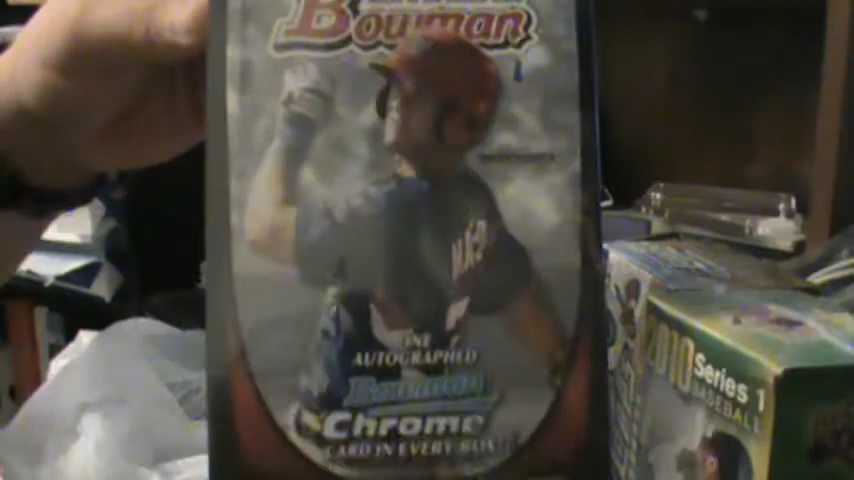 Bowman
ONE
AUTOGRAPHED
Bowman
Chrome
CARD IN EVERY BOX
2010 Series 1
BASEBALL